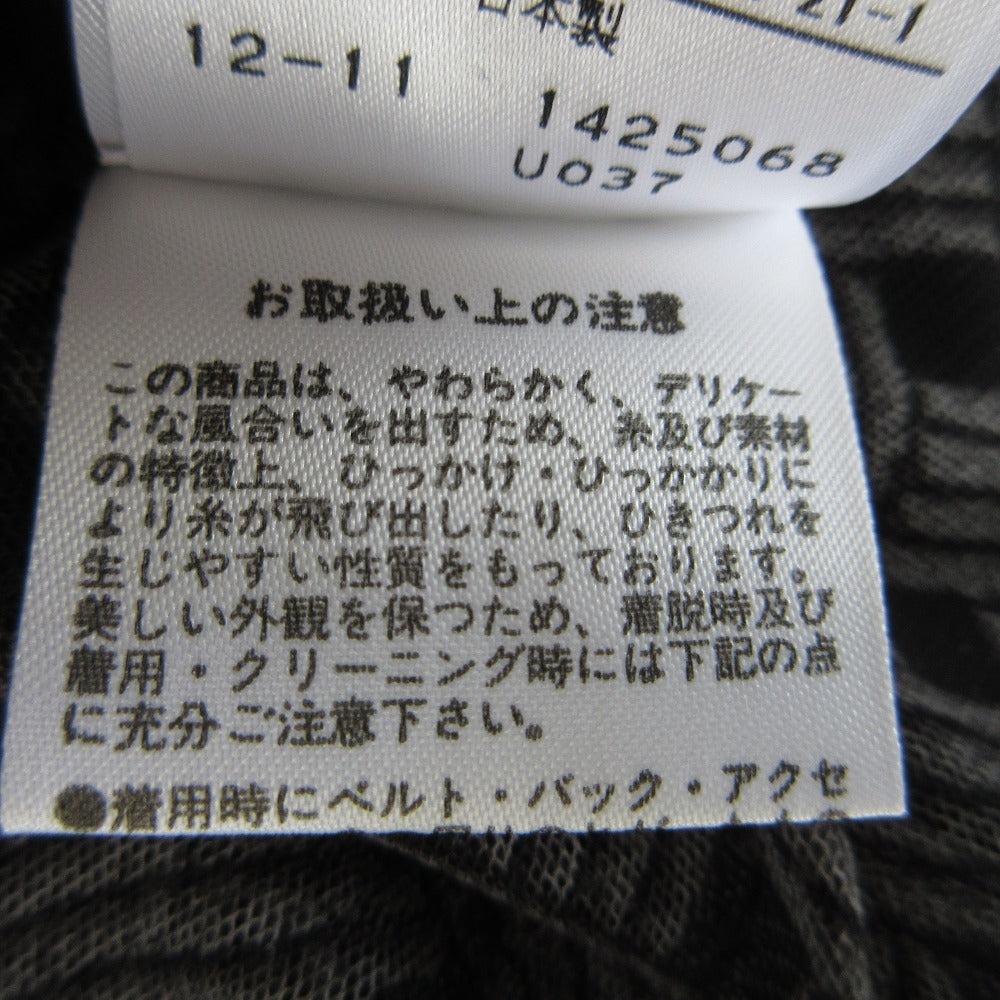 21-1
日本製
12-11
1425068
U037
お取扱い上の注意
この商品は、やわらかく、デリケー
トな風合いを出すため、糸及び素材
の特徴上、ひっかけ・ひっかかりに
より糸が飛び出したり、ひきつれを
生じやすい性質をもっております。
美しい外観を保つため、着脱時及び
着用・クリーニング時には下記の点
に充分ご注意下さい。
●着用時にベルト・バック・アクセ